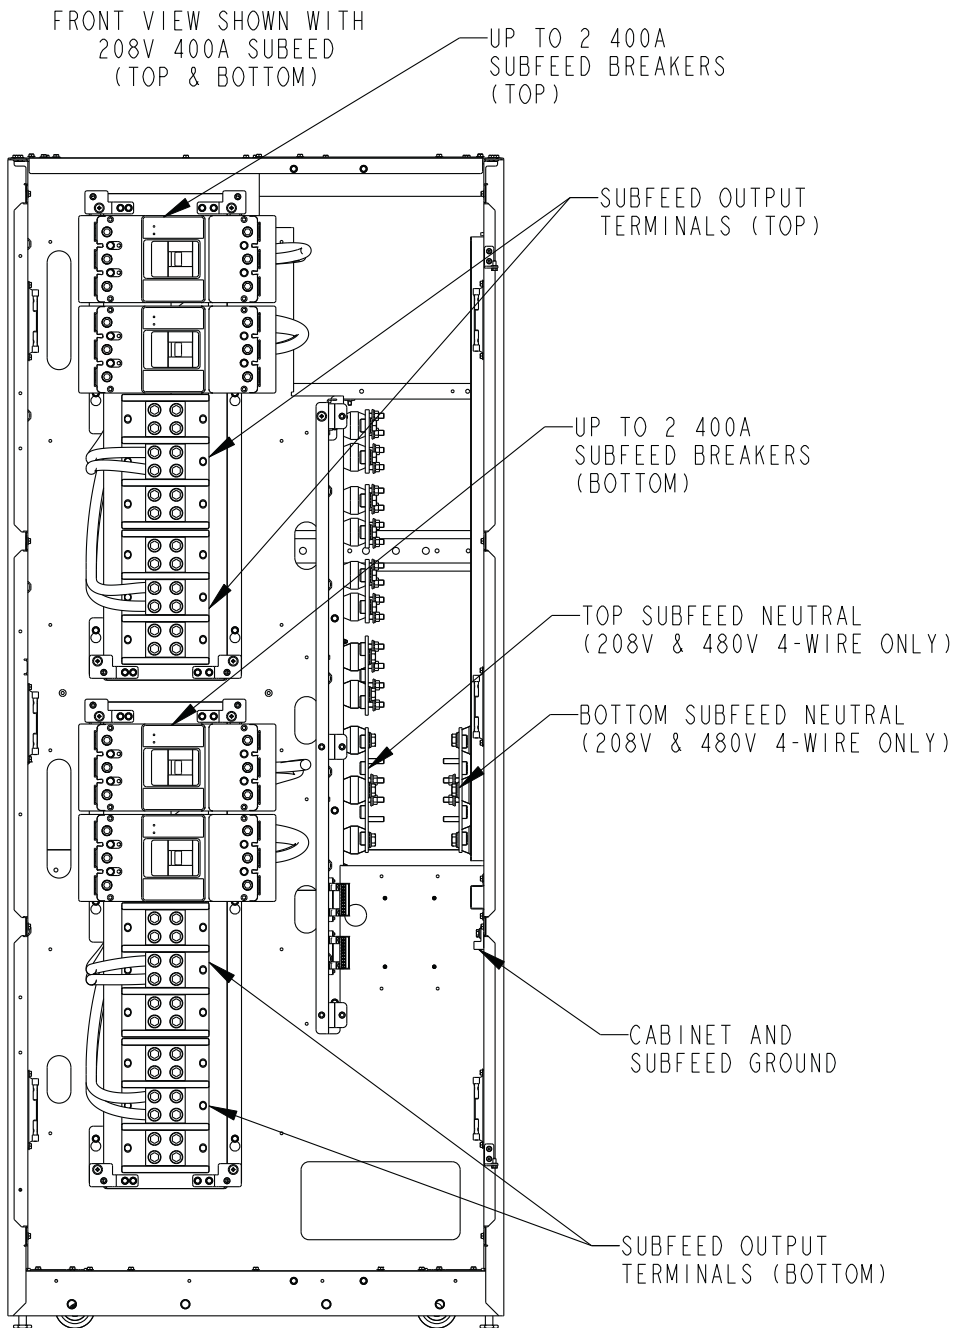 FRONT VIEW SHOWN WITH
208V 400A SUBEED
(TOP & BOTTOM)
UP TO 2 400A
SUBFEED BREAKERS
(TOP)
SUBFEED OUTPUT
TERMINALS (TOP)
UP TO 2 400A
SUBFEED BREAKERS
(BOTTOM)
TOP SUBFEED NEUTRAL
(208V & 480V 4-WIRE ONLY)
BOTTOM SUBFEED NEUTRAL
(208V & 480V 4-WIRE ONLY)
CABINET AND
SUBFEED GROUND
SUBFEED OUTPUT
TERMINALS (BOTTOM)